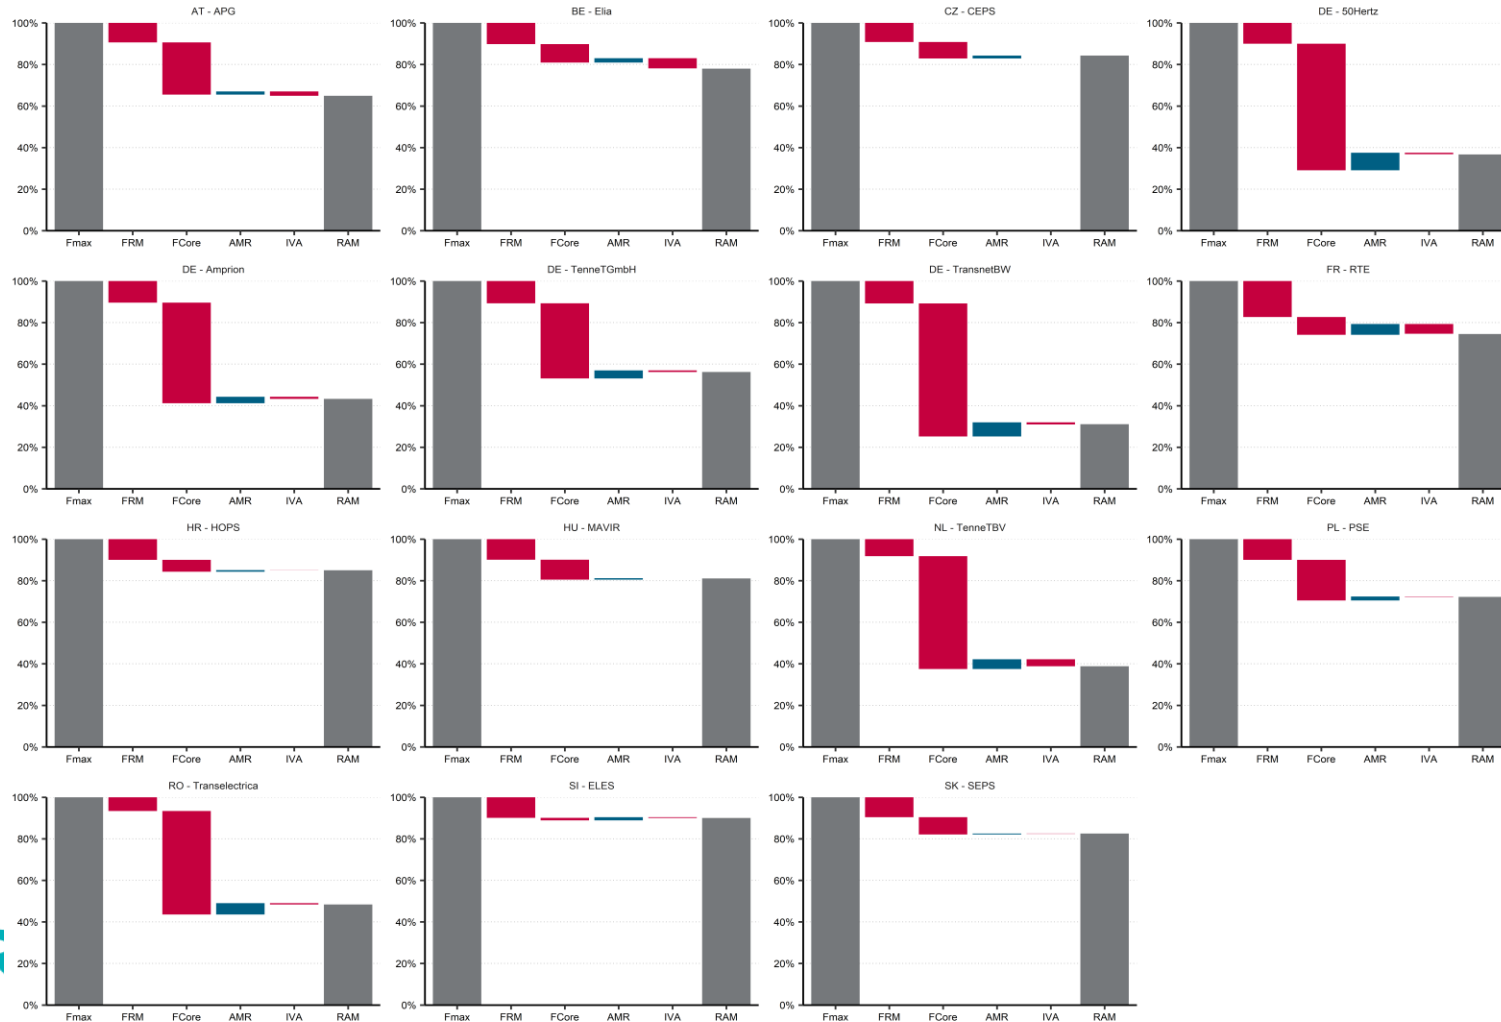 AT - APG
BE - Elia
CZ - CEPS
DE - 50Hertz
100% 100% 100% 100%
80% 80% 80% 80%
60% 60% 60% 60%
40% 40% 40% 40%
20% 20% 20% 20%
0% 0% 0% 0%
Fmax FRM FCore AMR IVA RAM Fmax FRM FCore AMR IVA RAM Fmax FRM FCore AMR IVA RAM Fmax FRM FCore AMR IVA RAM
DE - Amprion
DE - TenneTGmbH
DE - TransnetBW
FR - RTE
100% 100% 100% 100%
80% 80% 80% 80%
60% 60% 60% 60%
40% 40% 40% 40%
20% 20% 20% 20%
0% 0% 0% 0%
Fmax FRM FCore AMR IVA RAM Fmax FRM FCore AMR IVA RAM Fmax FRM FCore AMR IVA RAM Fmax FRM FCore AMR IVA RAM
HR - HOPS
HU - MAVIR
NL - TenneTBV
PL - PSE
100% 100% 100% 100%
80% 80% 80% 80%
60% 60% 60% 60%
40% 40% 40% 40%
20% 20% 20% 20%
0% 0% 0% 0%
Fmax FRM FCore AMR IVA RAM Fmax FRM FCore AMR IVA RAM Fmax FRM FCore AMR IVA RAM Fmax FRM FCore AMR IVA RAM
RO - Transelectrica
SI - ELES
SK - SEPS
100% 100% 100%
80% 80% 80%
60% 60% 60%
40% 40% 40%
20% 20% 20%
0% 0% 0%
Fmax FRM FCore AMR IVA RAM Fmax FRM FCore AMR IVA RAM Fmax FRM FCore AMR IVA RAM